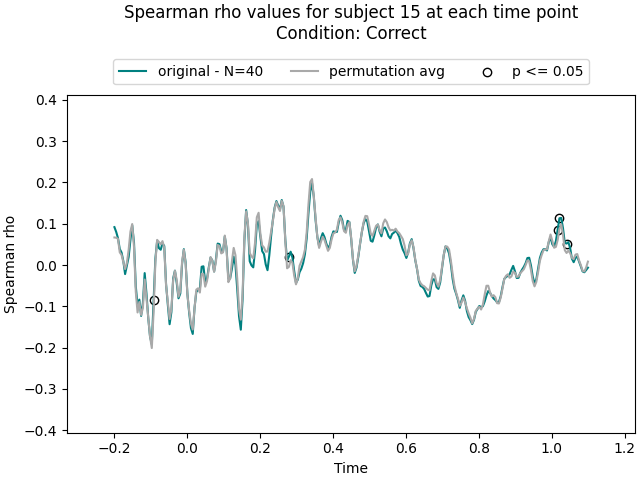 Spearman rho values for subject 15 at each time point
Condition: Correct
original - N=40 permutation avg p <= 0.05
0.4
0.3
0.2
0.1
0.0
−0.1
−0.2
−0.3
−0.4
Spearman rho
−0.2 0.0 0.2 0.4 0.6 0.8 1.0 1.2
Time